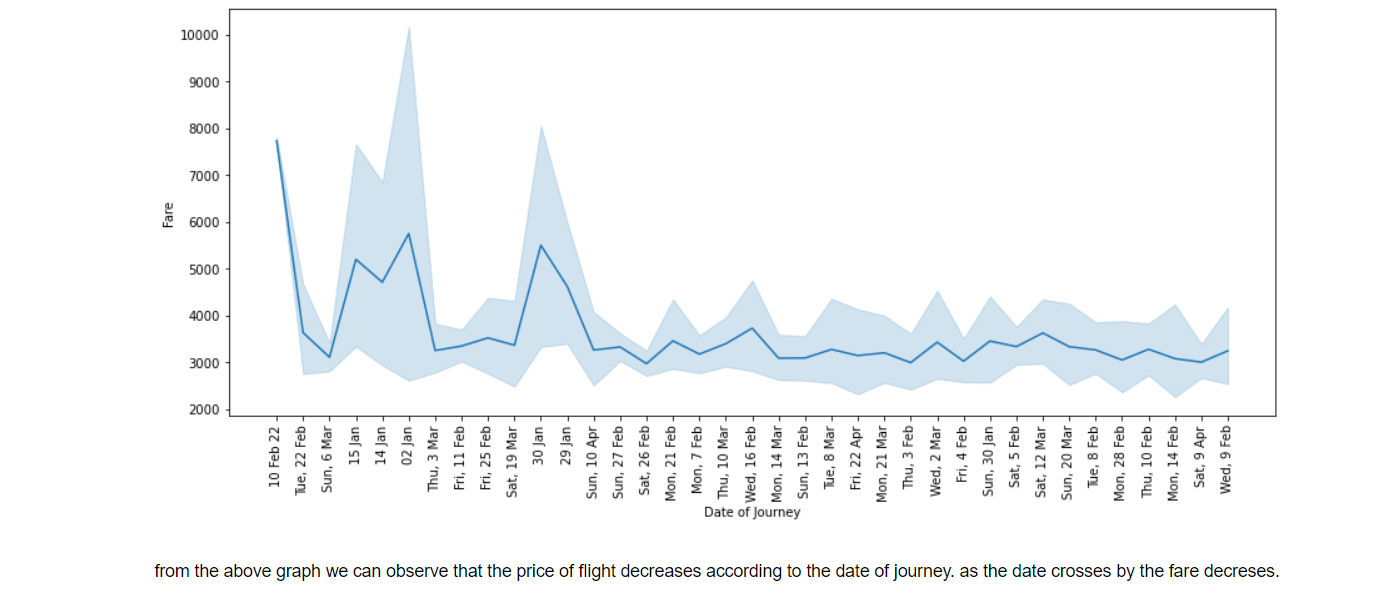 10000
9000
8000
7000
6000
5000
4000
3000
2000
Fare
10 Feb 22
Tue, 22 Feb
Sun, 6 Mar
15 Jan
14 Jan
02 Jan
Thu, 3 Mar
Fri, 11 Feb
Fri, 25 Feb
Sat, 19 Mar
30 Jan
29 Jan
Sun, 10 Apr
Sun, 27 Feb
Sat, 26 Feb
Mon, 21 Feb
Mon, 7 Feb
Thu, 10 Mar
Wed, 16 Feb
Mon, 14 Mar
Sun, 13 Feb
Tue, 8 Mar
Fri, 22 Apr
Mon, 21 Mar
Thu, 3 Feb
Wed, 2 Mar
Fri, 4 Feb
Sun, 30 Jan
Sat, 5 Feb
Sat, 12 Mar
Sun, 20 Mar
Tue, 8 Feb
Mon, 28 Feb
Thu, 10 Feb
Mon, 14 Feb
Sat, 9 Apr
Wed, 9 Feb
Date of Journey
from the above graph we can observe that the price of flight decreases according to the date of journey. as the date crosses by the fare decreses.